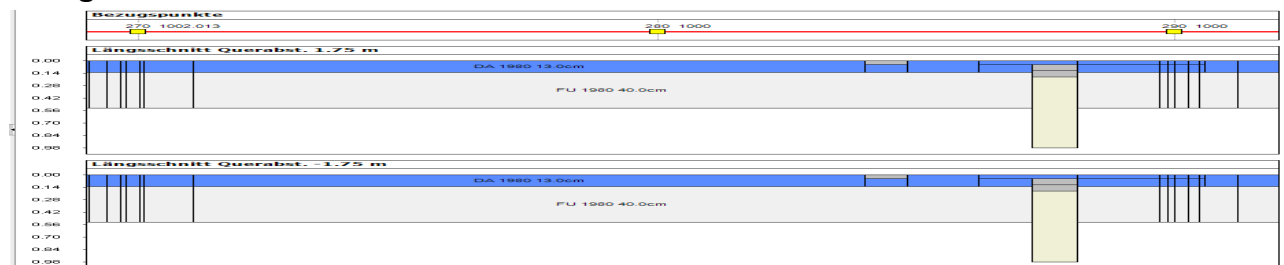 Bezugspunkte
270 1002.013 280 1000 290 1000
Längsschnitt Querabst. 1.75 m
0.00
DA 1980 13.0cm
0.14
0.28
FU 1980 40.0cm
0.42
0.56
0.70
0.84
0.98
Längsschnitt Querabst. -1.75 m
0.00
DA 1980 13.0cm
0.14
0.28
FU 1980 40.0cm
0.42
0.56
0.70
0.84
0.98